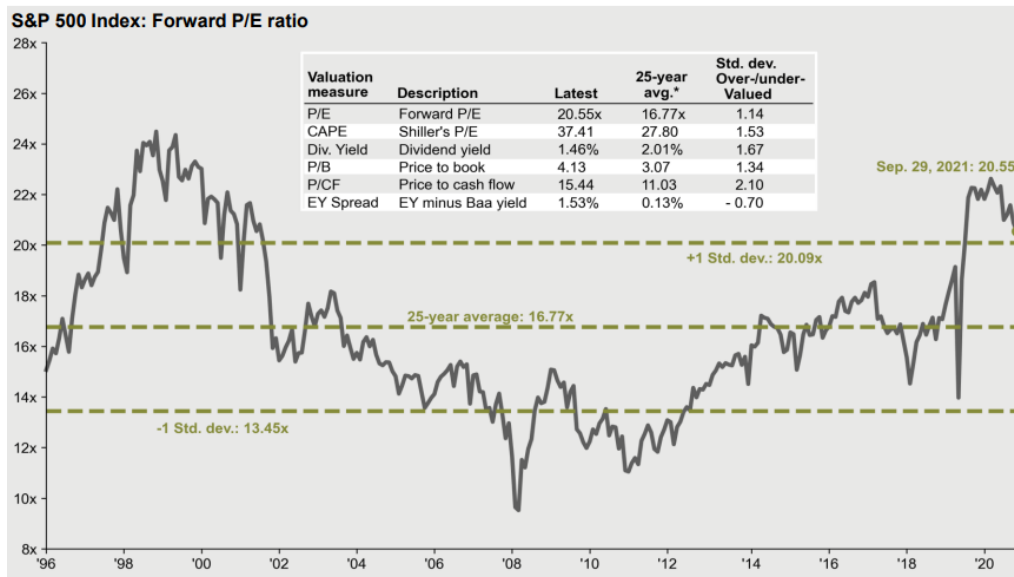 S&P 500 Index: Forward P/E ratio
28x
26x
24x
22x
20x
18x
16x
14x
12x
10x
8x
Valuation measure Description Latest 25-year avg.* Std. dev. Over-/under-Valued
P/E Forward P/E 20.55x 16.77x 1.14
CAPE Shiller's P/E 37.41 27.80 1.53
Div. Yield Dividend yield 1.46% 2.01% 1.67
P/B Price to book 4.13 3.07 1.34
P/CF Price to cash flow 15.44 11.03 2.10
EY Spread EY minus Baa yield 1.53% 0.13% - 0.70
Sep. 29, 2021: 20.55
+1 Std. dev.: 20.09x
25-year average: 16.77x
-1 Std. dev.: 13.45x
'96 '98 '00 '02 '04 '06 '08 '10 '12 '14 '16 '18 '20